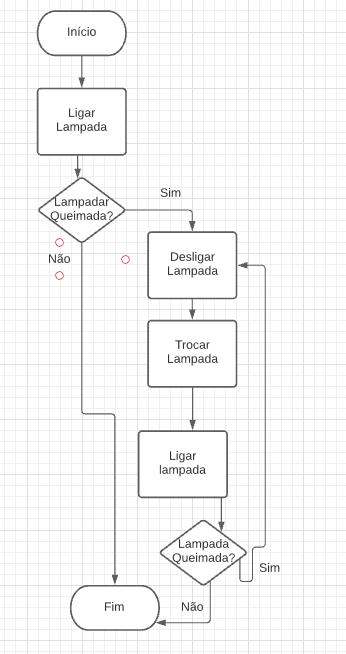 Início
Ligar
Lampada
Lampadar
Queimada?
Sim
Não
Desligar
Lampada
Trocar
Lampada
Ligar
lampada
Lampada
Queimada?
Sim
Não
Fim